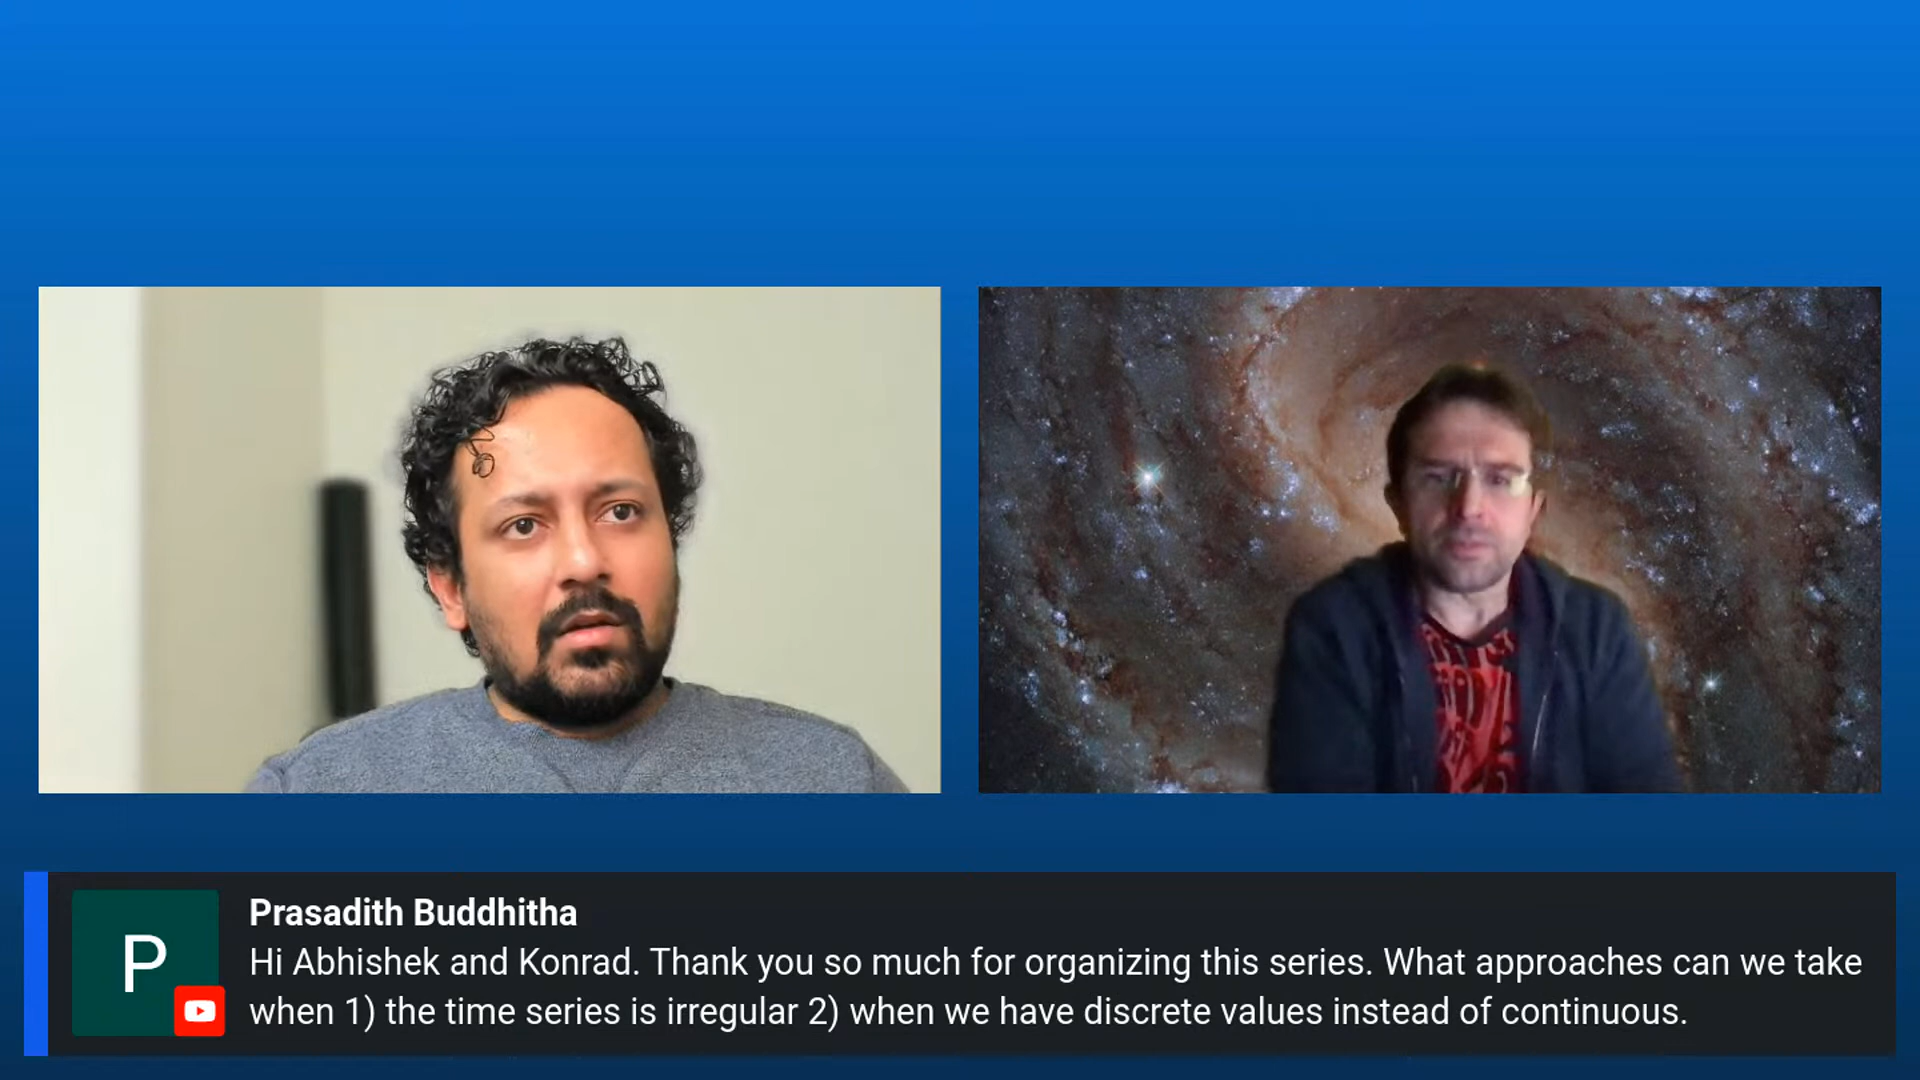 Prasadith Buddhitha
Hi Abhishek and Konrad. Thank you so much for organizing this series. What approaches can we take
when 1) the time series is irregular 2) when we have discrete values instead of continuous.
P